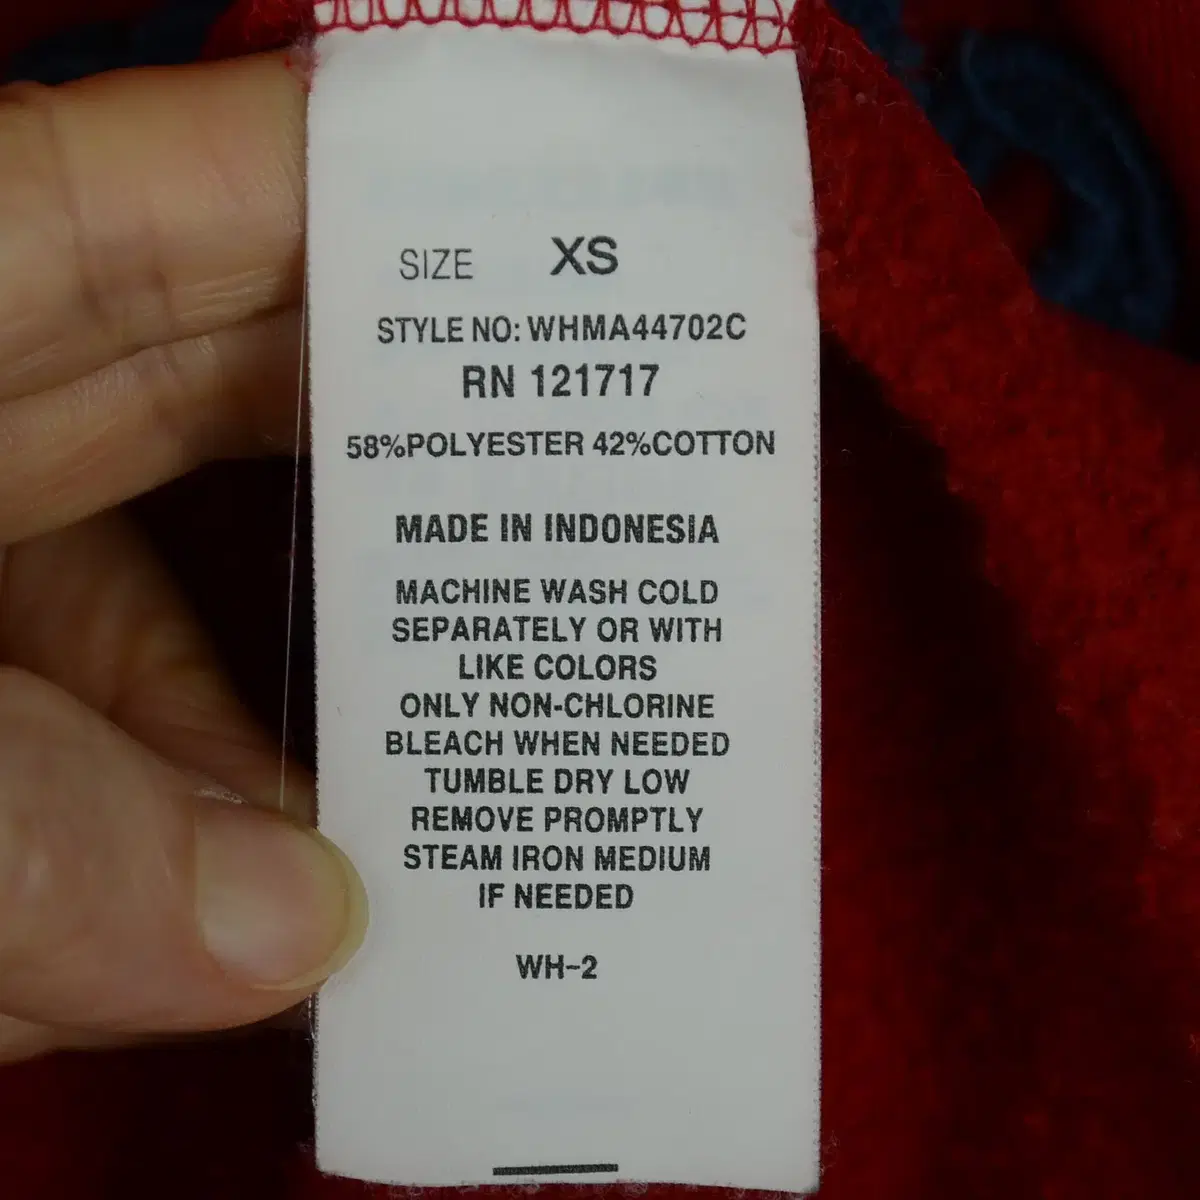 SIZE XS
STYLE NO: WHMA44702C
RN 121717
58%POLYESTER 42%COTTON
MADE IN INDONESIA
MACHINE WASH COLD
SEPARATELY OR WITH
LIKE COLORS
ONLY NON-CHLORINE
BLEACH WHEN NEEDED
TUMBLE DRY LOW
REMOVE PROMPTLY
STEAM IRON MEDIUM
IF NEEDED
WH-2